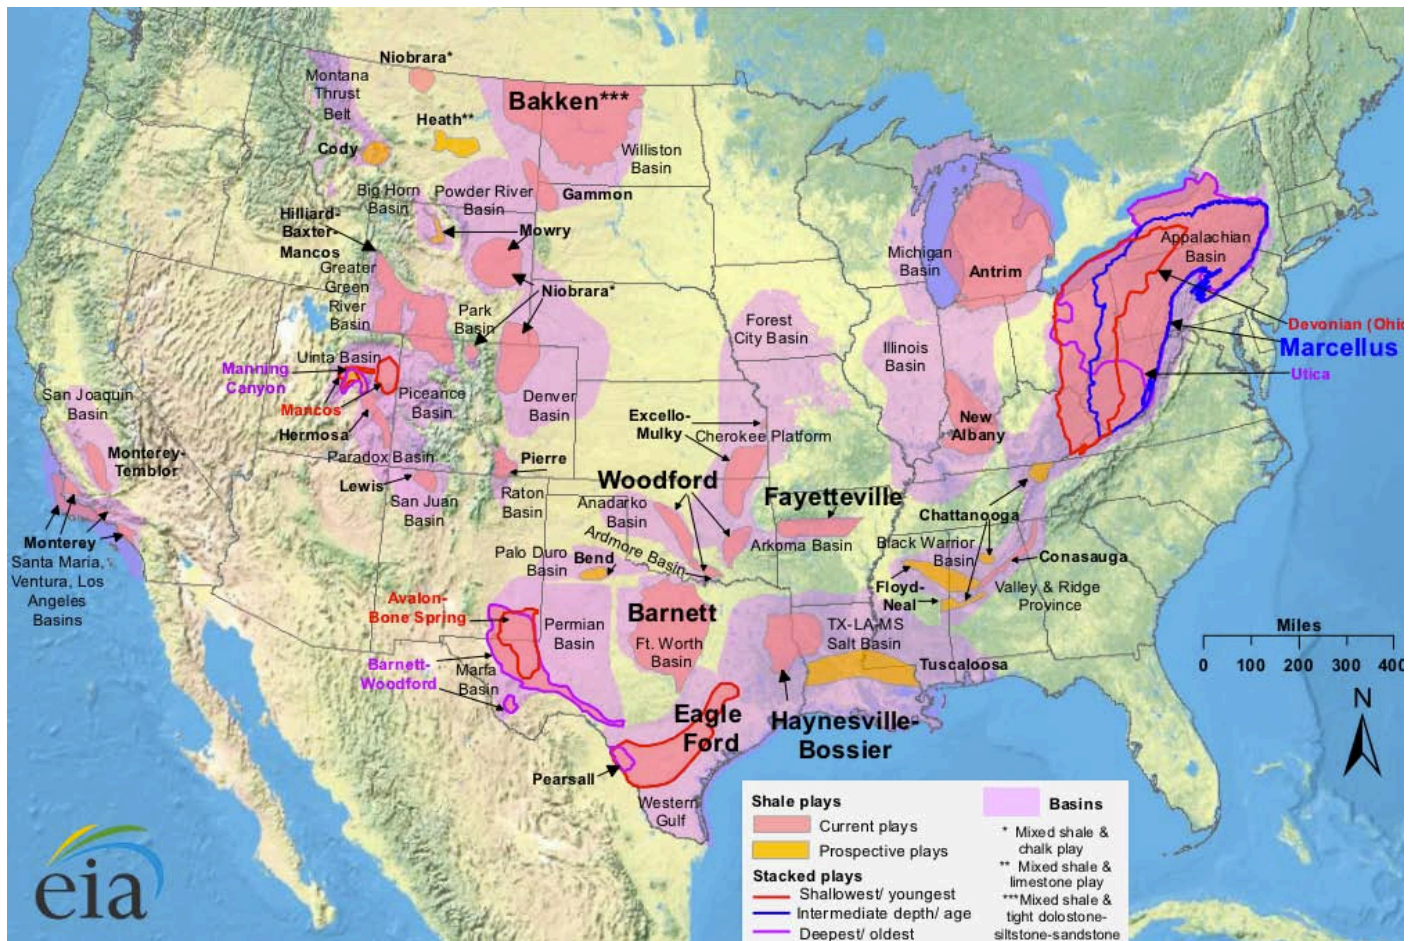 Niobrara*
Montana
Thrust
Belt
Bakken***
Heath**
Cody
Williston
Basin
Big Horn
Basin
Powder River
Basin
Gammon
Hilliard-
Baxter-
Mancos
Mowry
Greater
Green
River
Basin
Niobrara*
Park
Basin
Michigan
Basin
Antrim
Appalachian
Basin
Devonian (Ohio
Marcellus
Utica
Forest
City Basin
Illinois
Basin
Uinta Basin
Manning
Canyon
Mancos
Piceance
Basin
Denver
Basin
San Joaquin
Basin
Hermosa
Excello-
Mulky
Cherokee Platform
New
Albany
Monterey-
Temblor
Paradox Basin
Pierre
Lewis
San Juan
Basin
Raton
Basin
Woodford
Anadarko
Basin
Fayetteville
Chattanooga
Monterey
Santa Maria,
Ventura, Los
Angeles
Basins
Ardmore Basin
Arkoma Basin
Black Warrior
Basin
Conasauga
Palo Duro
Basin
Bend
Floyd-
Neal
Valley & Ridge
Province
Avalon-
Bone Spring
Permian
Basin
Barnett
Ft. Worth
Basin
TX-LA-MS
Salt Basin
Tuscaloosa
Miles
0 100 200 300 400
Barnett-
Woodford
Marfa
Basin
N
Eagle
Ford
Haynesville-
Bossier
Pearsall
Western
Gulf
Shale plays
Current plays
Prospective plays
Stacked plays
Shallowest/ youngest
Intermediate depth/ age
Deepest/ oldest
Basins
* Mixed shale &
chalk play
** Mixed shale &
limestone play
***Mixed shale &
tight dolostone-
siltstone-sandstone
eia